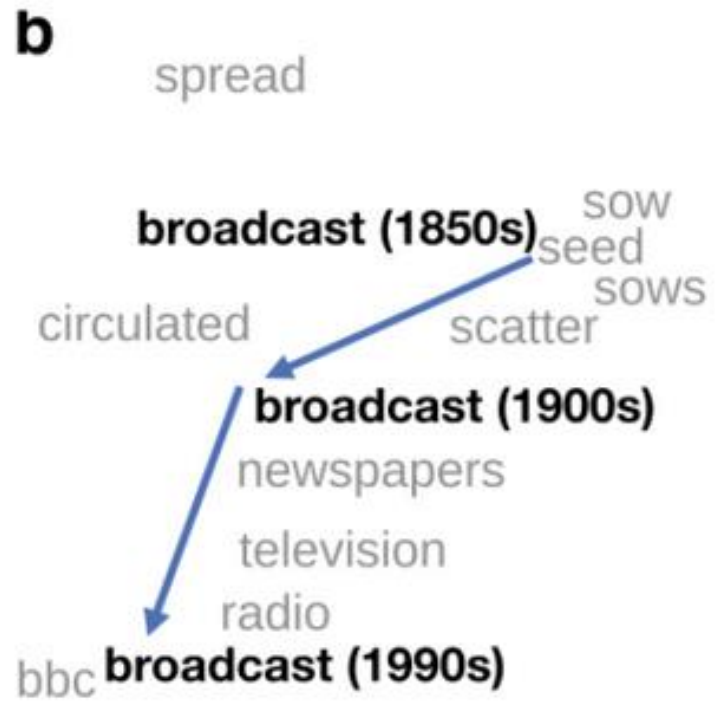 b
spread
sow
broadcast (1850s)
seed
sows
circulated
scatter
broadcast (1900s)
newspapers
television
radio
bbc broadcast (1990s)